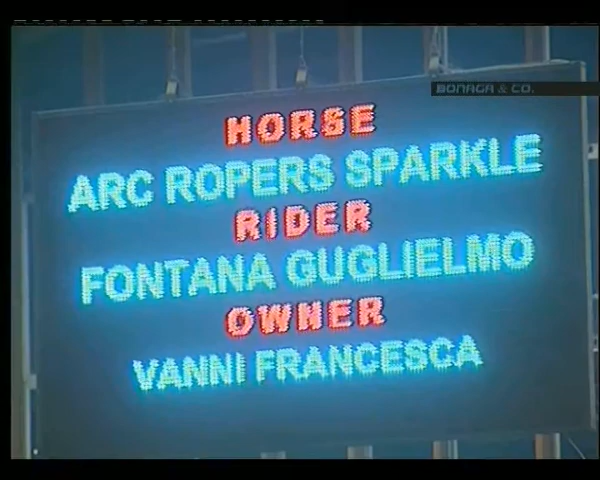 BONAGA & CO.
HORSE
ARC ROPERS SPARKLE
RIDER
FONTANA GUGLIELMO
OWNER
VANNI FRANCESCA